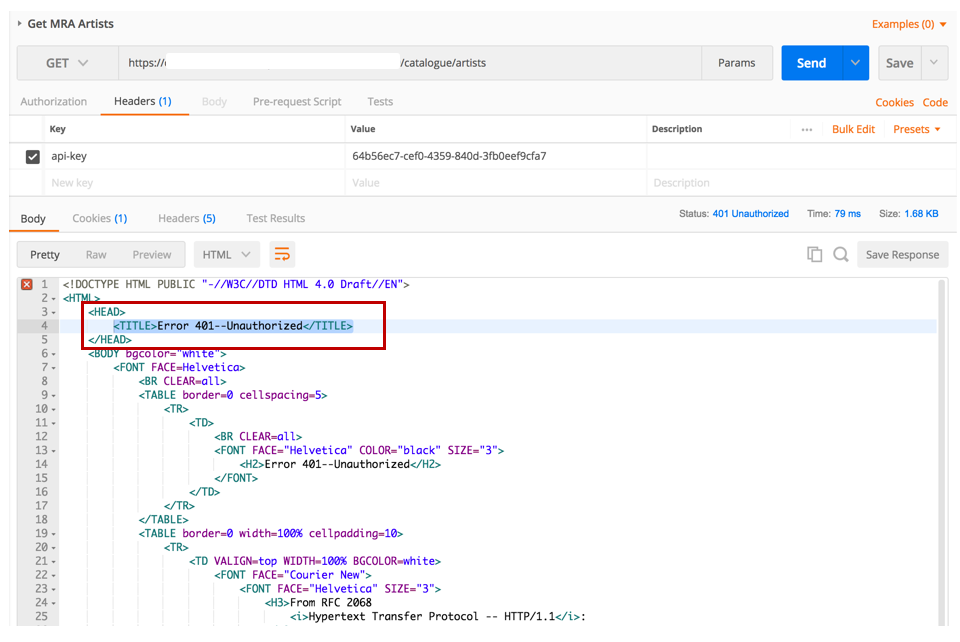 Get MRA Artists Examples (0)
GET https:// /catalogue/artists Params Send Save
Authorization Headers (1) Body Pre-request Script Tests Cookies Code
Key Value Description ••• Bulk Edit Presets
api-key 64b56ec7-cef0-4359-840d-3fb0eef9cfa7
New key Value Description
Body Cookies (1) Headers (5) Test Results Status: 401 Unauthorized Time: 79 ms Size: 1.68 KB
Pretty Raw Preview HTML Save Response
1 <!DOCTYPE HTML PUBLIC "-//W3C//DTD HTML 4.0 Draft//EN">
2 <HTML>
3 <HEAD>
4 <TITLE>Error 401--Unauthorized</TITLE>
5 </HEAD>
6 <BODY bgcolor="white">
7 <FONT FACE=Helvetica>
8 <BR CLEAR=all>
9 <TABLE border=0 cellspacing=5>
10 <TR>
11 <TD>
12 <BR CLEAR=all>
13 <FONT FACE="Helvetica" COLOR="black" SIZE="3">
14 <H2>Error 401--Unauthorized</H2>
15 </FONT>
16 </TD>
17 </TR>
18 </TABLE>
19 <TABLE border=0 width=100% cellpadding=10>
20 <TR>
21 <TD VALIGN=top WIDTH=100% BGCOLOR=white>
22 <FONT FACE="Courier New">
23 <FONT FACE="Helvetica" SIZE="3">
24 <H3>From RFC 2068
25 <i>Hypertext Transfer Protocol -- HTTP/1.1</i>: